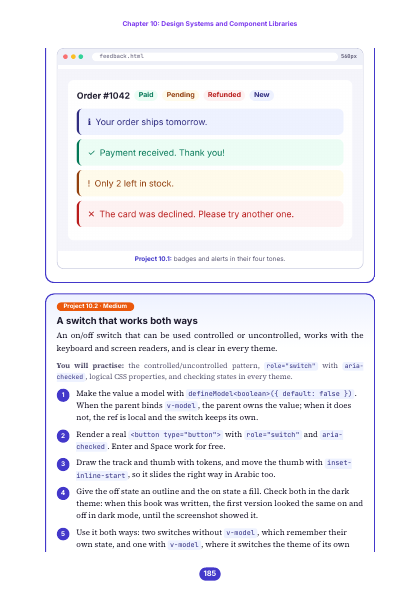 Chapter 10: Design Systems and Component Libraries
feedback.html
560px
Order #1042 Paid Pending Refunded New
i Your order ships tomorrow.
✓ Payment received. Thank you!
! Only 2 left in stock.
✕ The card was declined. Please try another one.
Project 10.1: badges and alerts in their four tones.
Project 10.2 · Medium
A switch that works both ways
An on/off switch that can be used controlled or uncontrolled, works with the
keyboard and screen readers, and is clear in every theme.
You will practise: the controlled/uncontrolled pattern, role="switch" with aria-
checked, logical CSS properties, and checking states in every theme.
1 Make the value a model with defineModel<boolean>({ default: false }).
When the parent binds v-model, the parent owns the value; when it does
not, the ref is local and the switch keeps its own.
2 Render a real <button type="button"> with role="switch" and aria-
checked. Enter and Space work for free.
3 Draw the track and thumb with tokens, and move the thumb with inset-
inline-start, so it slides the right way in Arabic too.
4 Give the off state an outline and the on state a fill. Check both in the dark
theme: when this book was written, the first version looked the same on and
off in dark mode, until the screenshot showed it.
5 Use it both ways: two switches without v-model, which remember their
own state, and one with v-model, where it switches the theme of its own
185